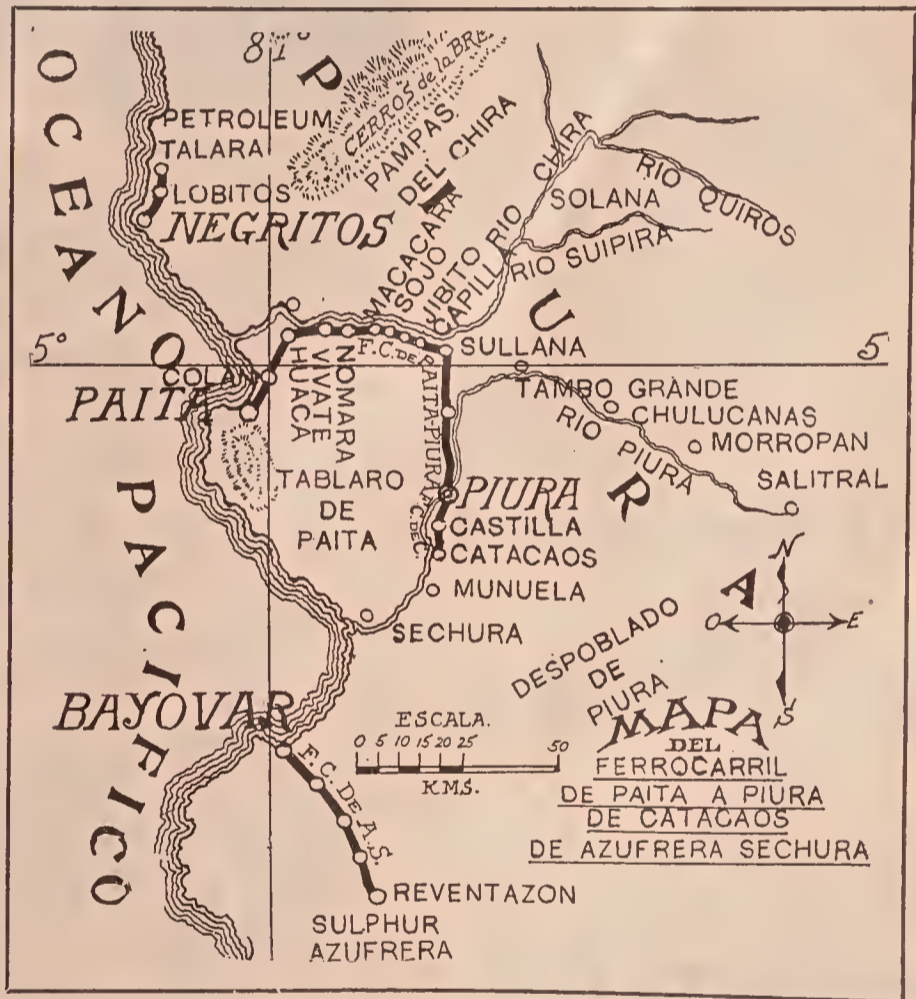 81°
OCEANO PACIFICO
PIURA
CERROS de la BRE
PAMPAS
DEL CHIRA
PETROLEUM
TALARA
LOBITOS
NEGRITOS
MACACARA
SOJO
JIBITO
CAPILLA
RIO CHIRA
SOLANA
RIO QUIROS
RIO SUIPIRA
5°
5
SULLANA
F.C. DE PAITA-PIURA
COLAN
PAITA
HUACA
VIVATE
NOMARA
TAMBO GRANDE
CHULUCANAS
MORROPAN
RIO PIURA
SALITRAL
TABLARO
DE
PAITA
PIURA
F.C. DE C.
CASTILLA
CATACAOS
MUNUELA
SECHURA
N
O
E
S
DESPOBLADO
DE
PIURA
BAYOVAR
ESCALA.
0 5 10 15 20 25 50
KMS.
MAPA
DEL
FERROCARRIL
DE PAITA A PIURA
DE CATACAOS
DE AZUFRERA SECHURA
F.C. DE A.S.
REVENTAZON
SULPHUR
AZUFRERA